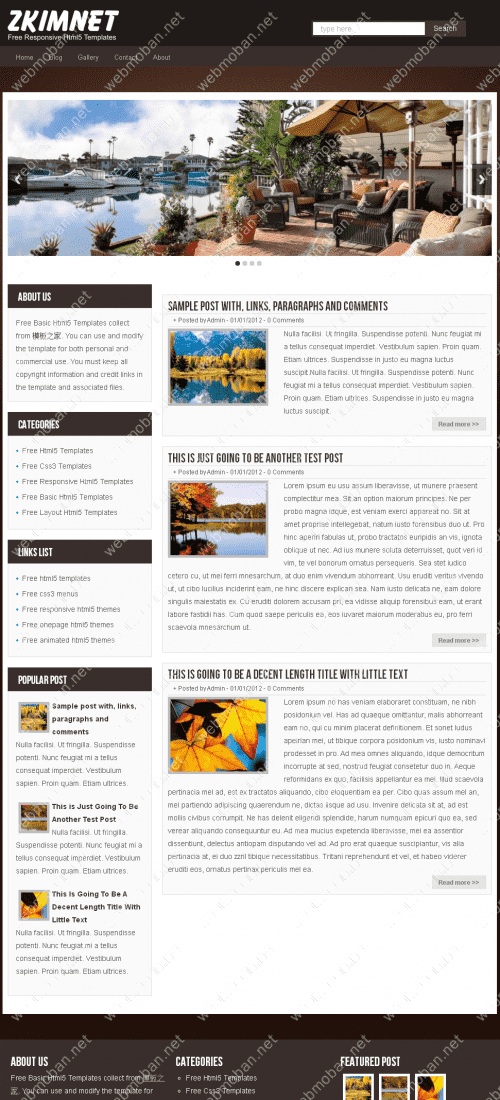 ZKIMNET
Free Responsive Html5 Templates
type here..
Search
Home
Blog
Gallery
Contact
About
ABOUT US
Free Basic Html5 Templates collect
from 模板之家. You can use and modify
the template for both personal and
commercial use. You must keep all
copyright information and credit links in
the template and associated files.
CATEGORIES
Free Html5 Templates
Free Css3 Templates
Free Responsive Html5 Templates
Free Basic Html5 Templates
Free Layout Html5 Templates
LINKS LIST
Free html5 templates
Free css3 menus
Free responsive html5 themes
Free onepage html5 themes
Free animated html5 themes
POPULAR POST
Sample post with, links,
paragraphs and
comments
Nulla facilisi. Ut fringilla. Suspendisse
potenti. Nunc feugiat mi a tellus
consequat imperdiet. Vestibulum
sapien. Proin quam. Etiam ultrices.
This is Just Going To Be
Another Test Post
Nulla facilisi. Ut fringilla.
Suspendisse potenti. Nunc feugiat mi a
tellus consequat imperdiet. Vestibulum
sapien. Proin quam. Etiam ultrices.
This Is Going To Be A
Decent Length Title With
Little Text
Nulla facilisi. Ut fringilla. Suspendisse
potenti. Nunc feugiat mi a tellus
consequat imperdiet. Vestibulum
sapien. Proin quam. Etiam ultrices.
SAMPLE POST WITH, LINKS, PARAGRAPHS AND COMMENTS
• Posted by Admin - 01/01/2012 - 0 Comments
Nulla facilisi. Ut fringilla. Suspendisse potenti. Nunc feugiat mi
a tellus consequat imperdiet. Vestibulum sapien. Proin quam.
Etiam ultrices. Suspendisse in justo eu magna luctus
suscipit.Nulla facilisi. Ut fringilla. Suspendisse potenti. Nunc
feugiat mi a tellus consequat imperdiet. Vestibulum sapien.
Proin quam. Etiam ultrices. Suspendisse in justo eu magna
luctus suscipit.
Read more >>
THIS IS JUST GOING TO BE ANOTHER TEST POST
• Posted by Admin - 01/01/2012 - 0 Comments
Lorem ipsum eu usu assum liberavisse, ut munere praesent
complectitur mea. Sit an option maiorum principes. Ne per
probo magna idque, est veniam exerci appareat no. Sit at
amet proprise intellegebat, natum iusto forensibus duo ut. Pro
hinc aperiri fabulas ut, probo tractatos euripidis an vis, ignota
oblique ut nec. Ad ius munere soluta deterruisset, quot veri id
vim, te vel bonorum ornatus persequeris. Sea stet iudico
cetero cu, ut mei ferri mnesarchum, at duo enim vivendum abhorreant. Usu eruditi veritus vivendo
ut, ut cibo lucilius inciderint eam, ne hinc discere explicari sea. Nam iusto delicata ne, eam dolore
singulis maiestatis ex. Cu eruditi dolorem accusam pri, ea vidisse aliquip forensibus eam, ut erant
labore fastidii has. Cum quod saepe periculis eo, eos iuvaret maiorum moderatius eu, pro ferri
scaevola mnesarchum ut.
Read more >>
THIS IS GOING TO BE A DECENT LENGTH TITLE WITH LITTLE TEXT
• Posted by Admin - 01/01/2012 - 0 Comments
Lorem ipsum no has veniam elaboraret constituam, ne nibh
posidonium vel. Has ad quaeque omittantur, malis abhorreant
eam no, qui cu minim placerat definitionem. Et sonet ludus
apeirian mei, ut tibique corpora posidonium vis, iusto nominavi
prodesset in pro. Ad mea omnes aliquando, idque democritum
incorrupte at sed, nostrud feugiat consetetur duo in. Aeque
reformidans ex quo, facilisis appellantur ea mel. Illud scaevola
pertinacia mei ad, est ex tractatos aliquando, cibo eloquentiam ea per. Cibo quas assum mei an,
mei partiendo adipiscing quaerendum ne, dictas iisque ad usu. Invenire delicata sit at, ad est
mollis civibus corrumpit. Ne has delenit eligendi splendide, harum numquam epicuri quo ea, sed
verear aliquando consequuntur eu. Ad mea mucius expetenda liberavisse, mei ea assentior
dissentiunt, delectus antiopam disputando vel ad. Ad pro erat quaeque suscipiantur, vis alia
pertinacia at, ei duo zzril tibique necessitatibus. Tritani reprehendunt et vel, et habeo viderer
eruditi eos, ornatus pertinax periculis mel ea.
Read more >>
ABOUT US
Free Basic Html5 Templates collect from 模板之
家. You can use and modify the template for
CATEGORIES
Free Html5 Templates
Free Css3 Templates
FEATURED POST
webmoban.net